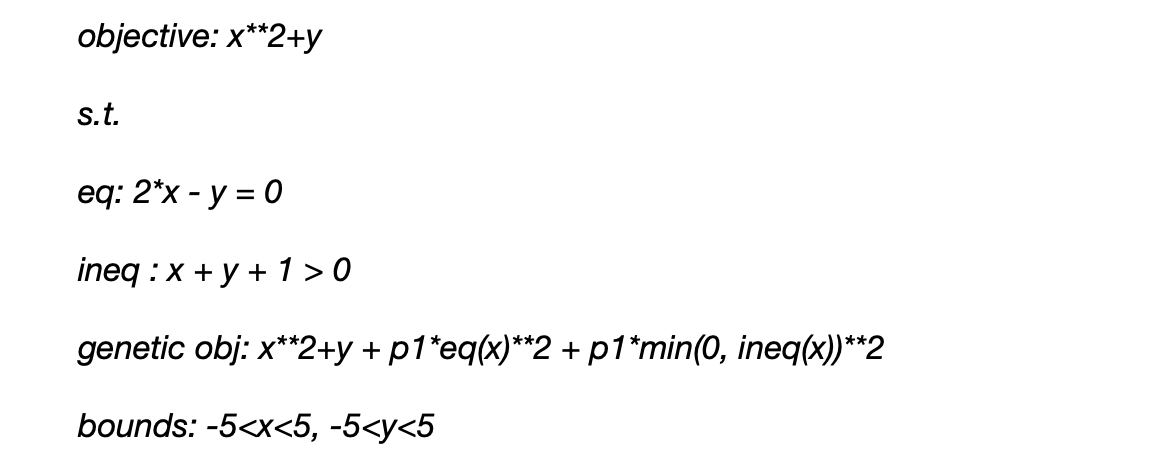 objective: x**2+y
s.t.
eq: 2*x - y = 0
ineq : x + y + 1 > 0
genetic obj: x**2+y + p1*eq(x)**2 + p1*min(0, ineq(x))**2
bounds: -5<x<5, -5<y<5